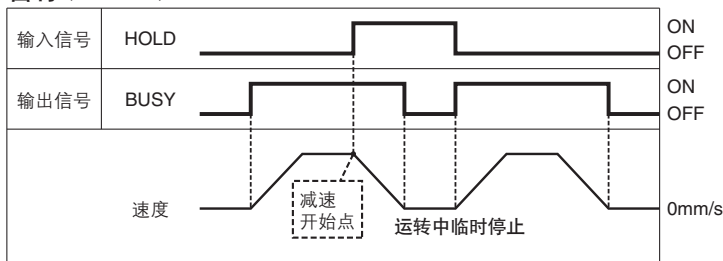 输入信号 HOLD ON
OFF
输出信号 BUSY ON
OFF
速度 0mm/s
减速
开始点
运转中临时停止